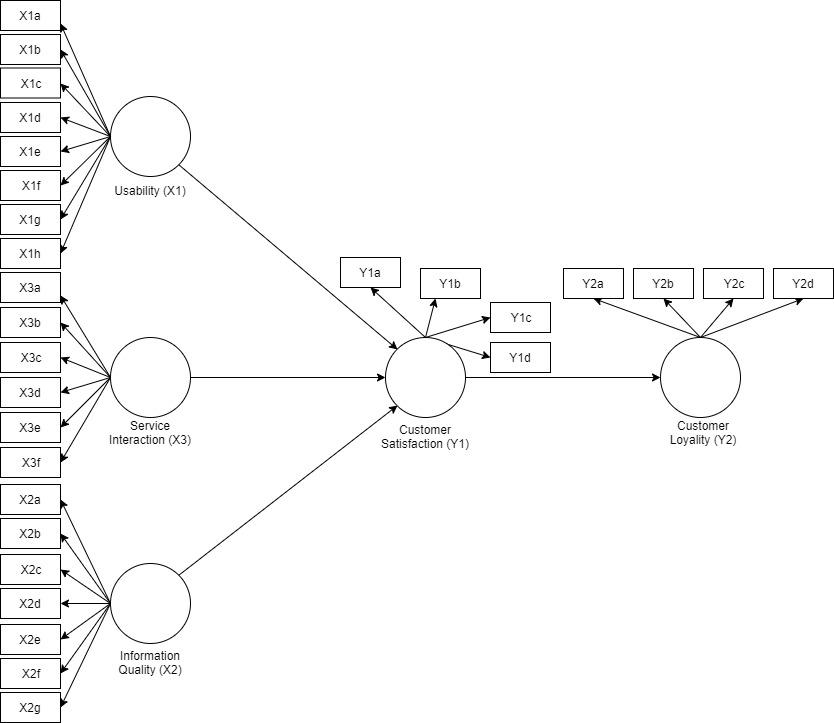 X1a
X1b
X1c
X1d
X1e
X1f
X1g
X1h
Usability (X1)
X3a
X3b
X3c
X3d
X3e
X3f
Service
Interaction (X3)
X2a
X2b
X2c
X2d
X2e
X2f
X2g
Information
Quality (X2)
Y1a
Y1b
Y1c
Y1d
Customer
Satisfaction (Y1)
Y2a
Y2b
Y2c
Y2d
Customer
Loyality (Y2)